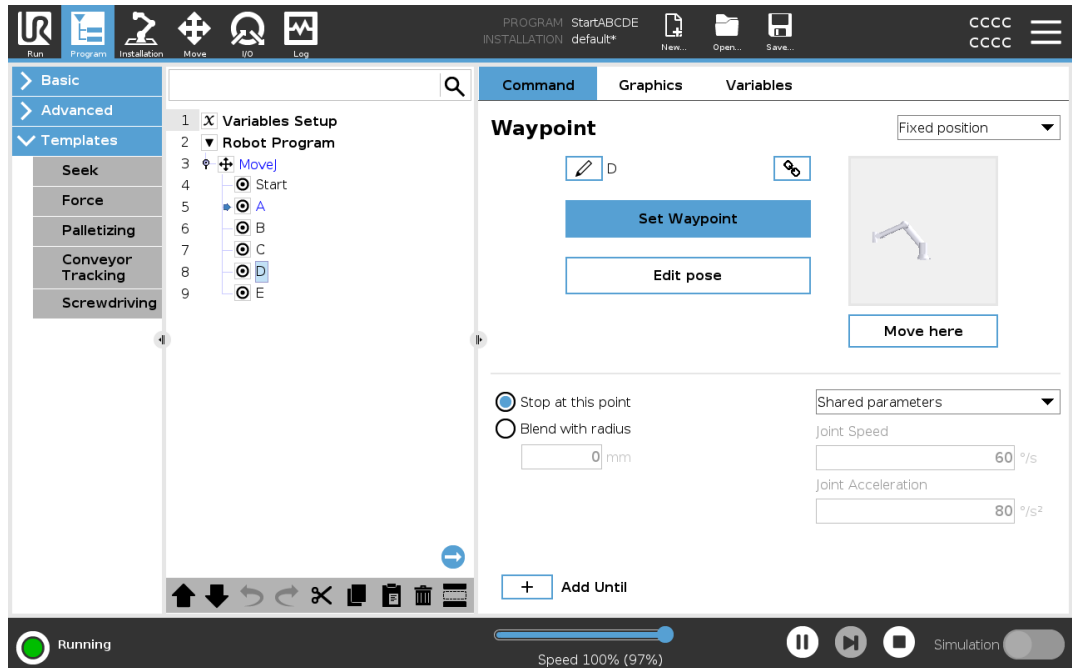 UR
PROGRAM StartABCDE
INSTALLATION default*
CCCC
CCCC
Run Program Installation Move I/O Log New... Open... Save...
Basic
Advanced
Templates
Seek
Force
Palletizing
Conveyor
Tracking
Screwdriving
1 x Variables Setup
2 Robot Program
3 MoveJ
4 Start
5 A
6 B
7 C
8 D
9 E
Command Graphics Variables
Waypoint
Fixed position
D
Set Waypoint
Edit pose
Move here
Stop at this point
Blend with radius
0 mm
Shared parameters
Joint Speed
60 °/s
Joint Acceleration
80 °/s²
+ Add Until
Running
Speed 100% (97%)
Simulation